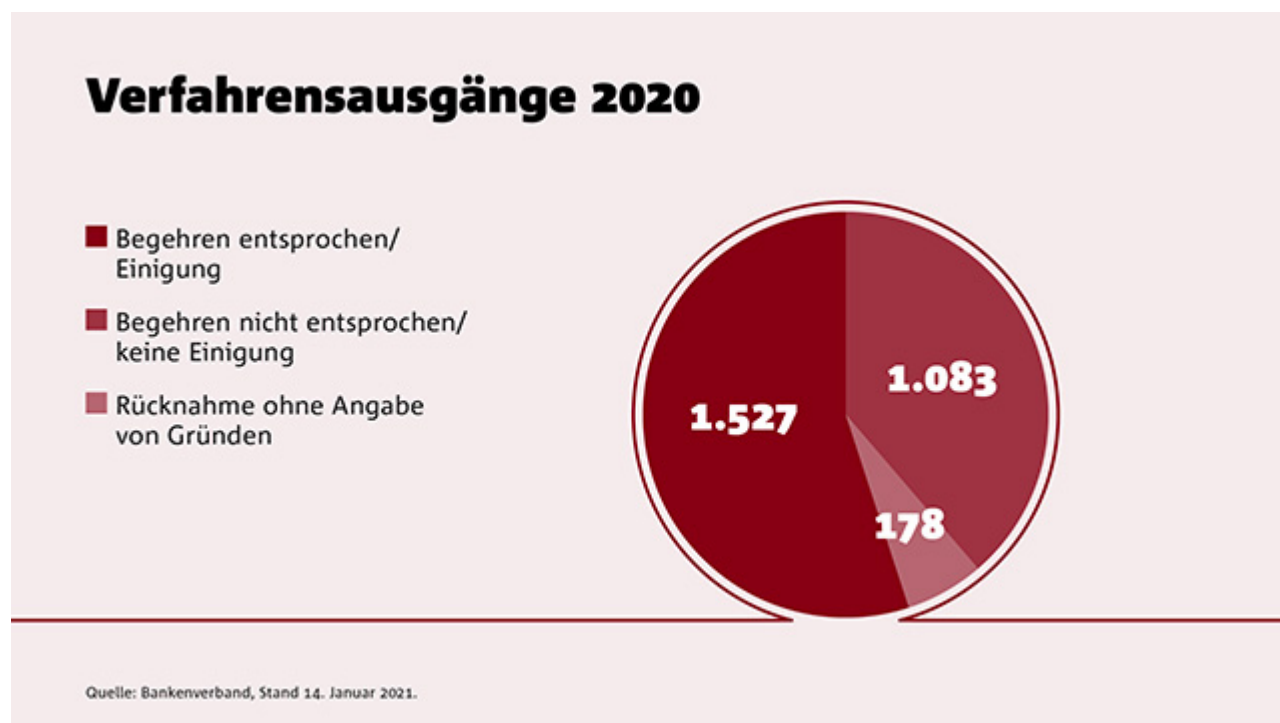 Verfahrensausgänge 2020
Begehren entsprochen/
Einigung
Begehren nicht entsprochen/
keine Einigung
Rücknahme ohne Angabe
von Gründen
1.527
1.083
178
Quelle: Bankenverband, Stand 14. Januar 2021.